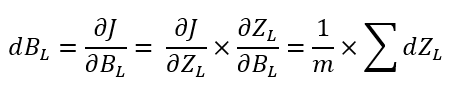 dB_L = ∂J/∂B_L = ∂J/∂Z_L × ∂Z_L/∂B_L = 1/m × ∑ dZ_L